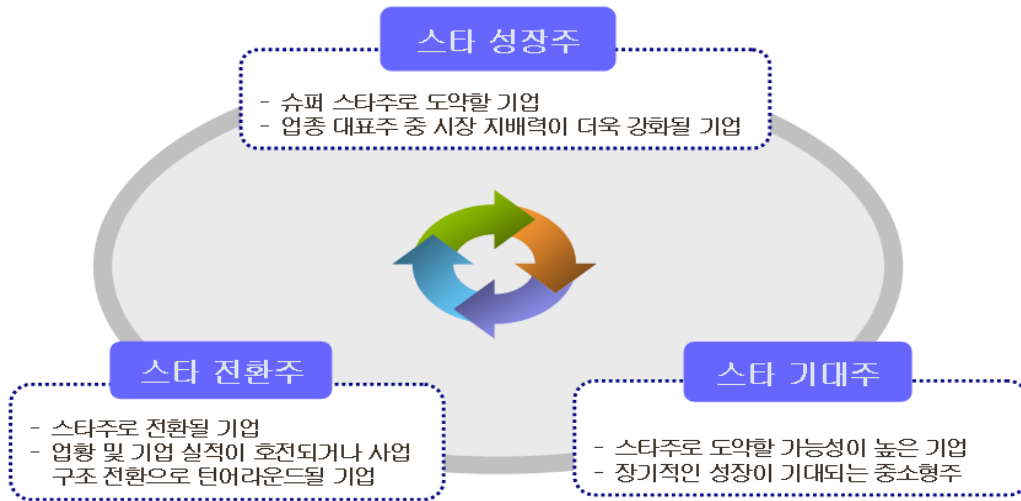 스타 성장주
- 슈퍼 스타주로 도약할 기업
- 업종 대표주 중 시장 지배력이 더욱 강화될 기업
스타 전환주
- 스타주로 전환될 기업
- 업황 및 기업 실적이 호전되거나 사업
구조 전환으로 턴어라운드될 기업
스타 기대주
- 스타주로 도약할 가능성이 높은 기업
- 장기적인 성장이 기대되는 중소형주